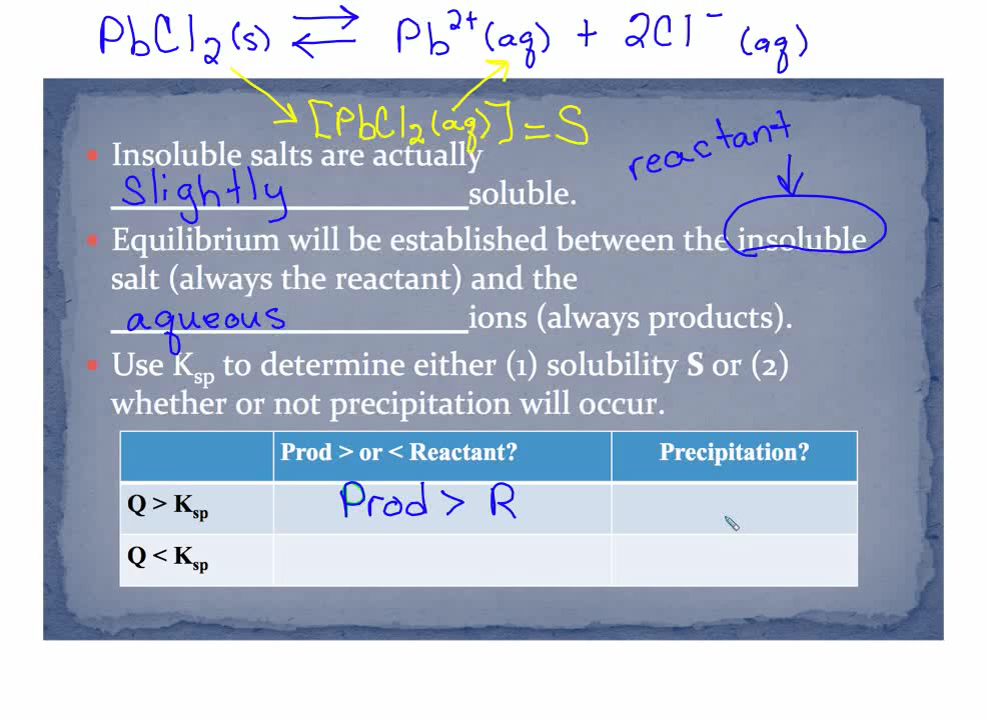 PbCl₂(s) ⇌ Pb²⁺(aq) + 2Cl⁻(aq)
[PbCl₂(aq)] = S
reactant
• Insoluble salts are actually
slightly soluble.
• Equilibrium will be established between the insoluble
salt (always the reactant) and the
aqueous ions (always products).
• Use Ksp to determine either (1) solubility S or (2)
whether or not precipitation will occur.
Prod > or < Reactant? Precipitation?
Q > Ksp Prod > R
Q < Ksp